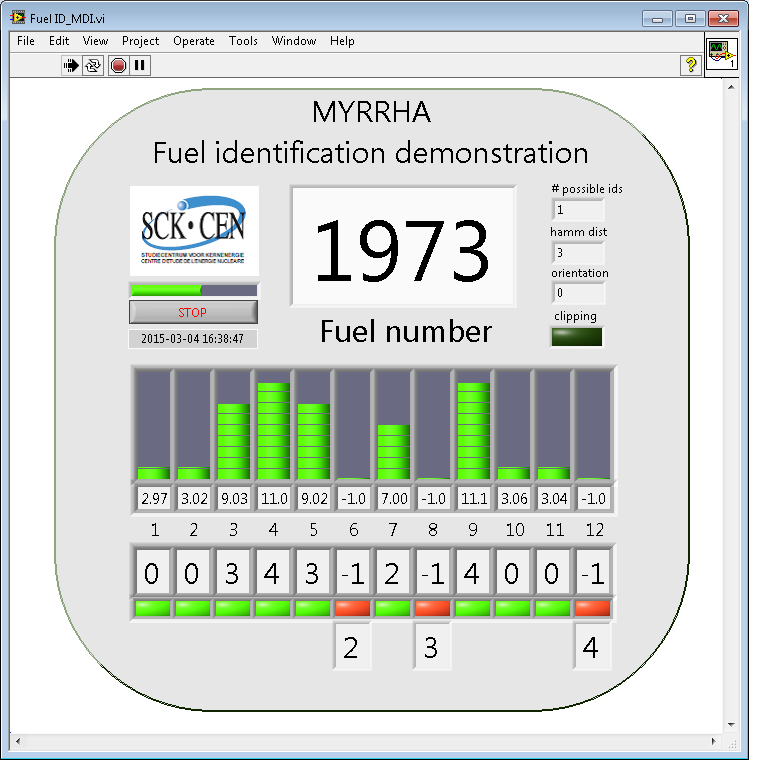 Fuel ID_MDI.vi
File Edit View Project Operate Tools Window Help
1
MYRRHA
Fuel identification demonstration
SCK•CEN
STUDIECENTRUM VOOR KERNENERGIE
CENTRE D'ETUDE DE L'ENERGIE NUCLEAIRE
STOP
2015-03-04 16:38:47
1973
Fuel number
# possible ids
1
hamm dist
3
orientation
0
clipping
2.97 3.02 9.03 11.0 9.02 -1.0 7.00 -1.0 11.1 3.06 3.04 -1.0
1 2 3 4 5 6 7 8 9 10 11 12
0 0 3 4 3 -1 2 -1 4 0 0 -1
2 3 4